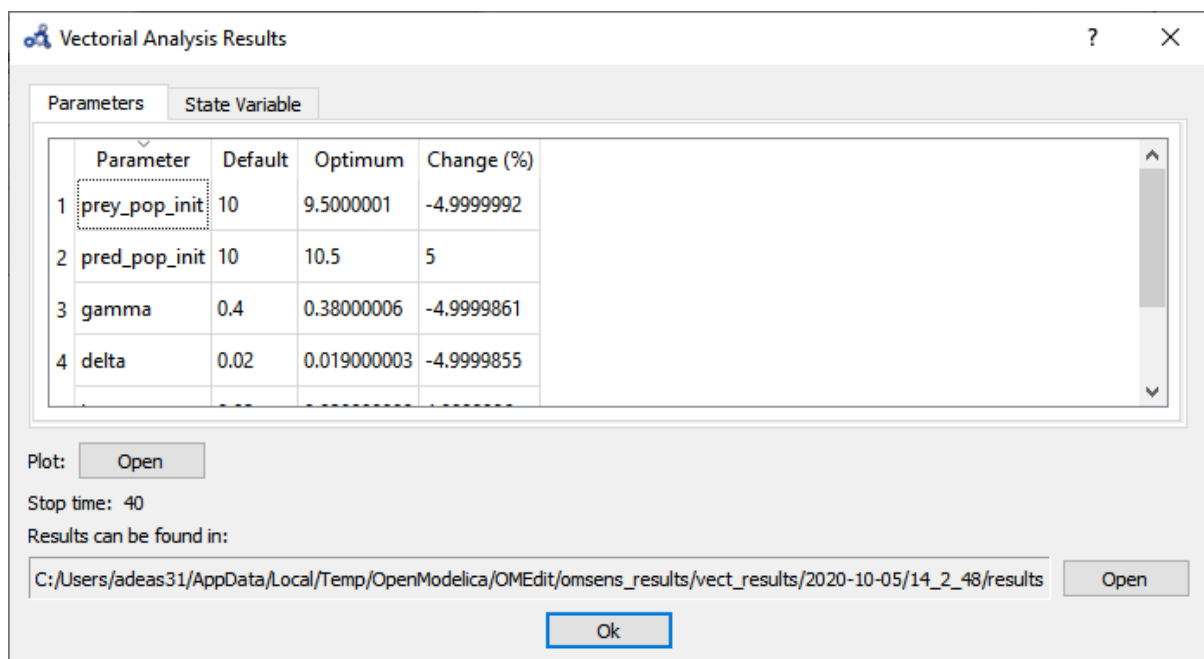 Vectorial Analysis Results ?
Parameters State Variable
Parameter Default Optimum Change (%)
1 prey_pop_init 10 9.5000001 -4.9999992
2 pred_pop_init 10 10.5 5
3 gamma 0.4 0.38000006 -4.9999861
4 delta 0.02 0.019000003 -4.9999855
Plot: Open
Stop time: 40
Results can be found in:
C:/Users/adeas31/AppData/Local/Temp/OpenModelica/OMEdit/omsens_results/vect_results/2020-10-05/14_2_48/results Open
Ok